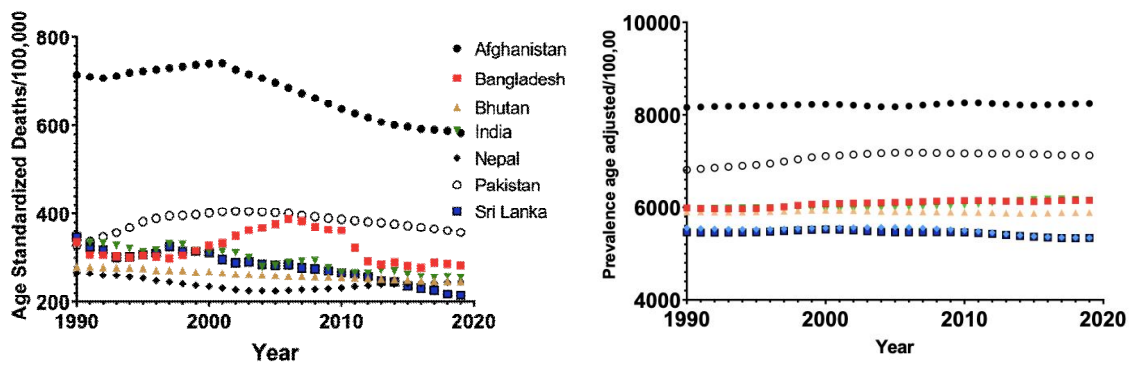 Age Standardized Deaths/100,000
800
600
400
200
1990
2000
2010
2020
Year
Afghanistan
Bangladesh
Bhutan
India
Nepal
Pakistan
Sri Lanka
Prevalence age adjusted/100,00
10000
8000
6000
4000
1990
2000
2010
2020
Year